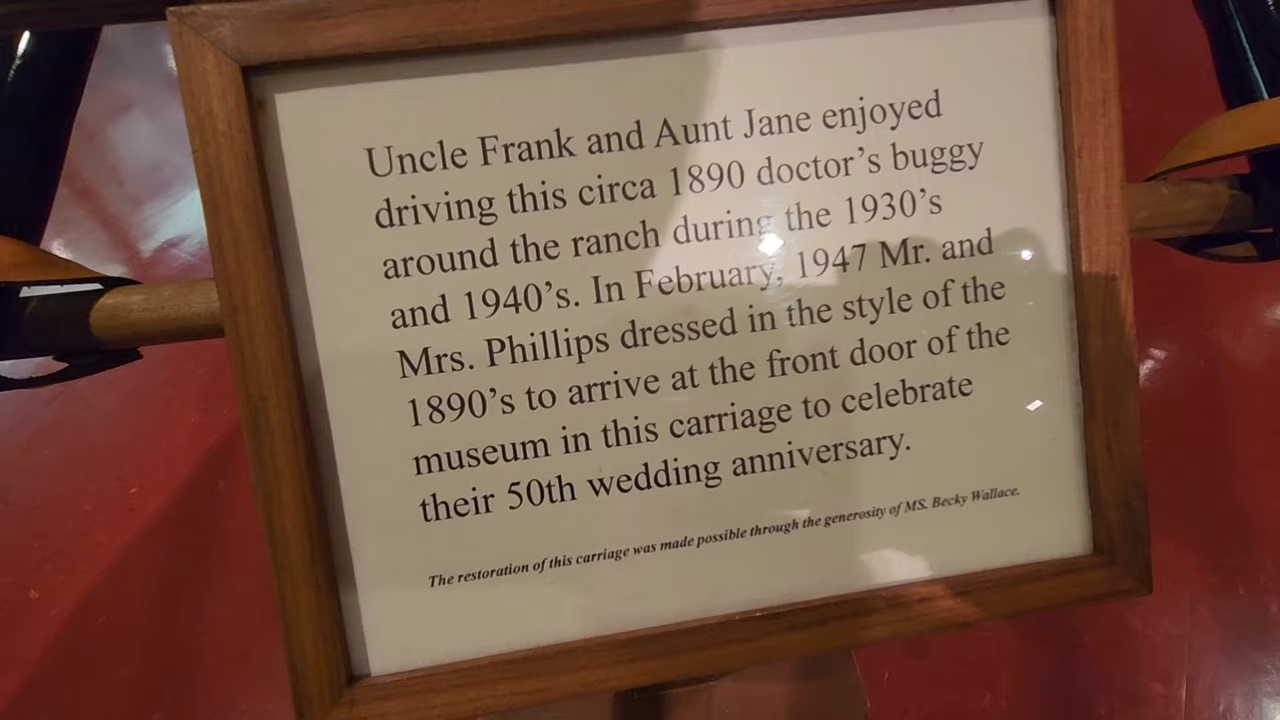 Uncle Frank and Aunt Jane enjoyed
driving this circa 1890 doctor’s buggy
around the ranch during the 1930’s
and 1940’s. In February, 1947 Mr. and
Mrs. Phillips dressed in the style of the
1890’s to arrive at the front door of the
museum in this carriage to celebrate
their 50th wedding anniversary.
The restoration of this carriage was made possible through the generosity of MS. Becky Wallace.